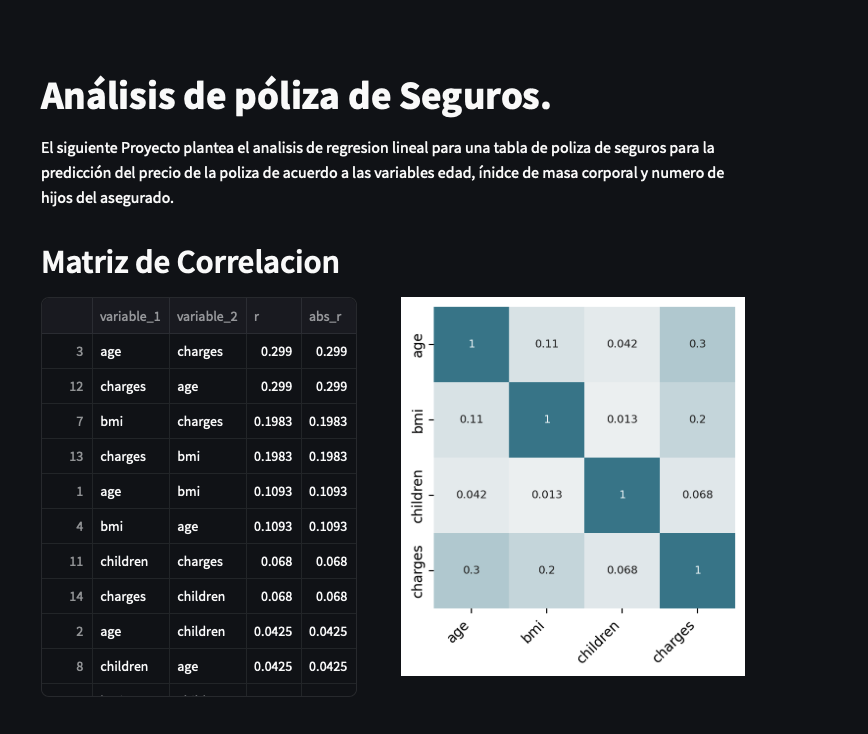 Análisis de póliza de Seguros.
El siguiente Proyecto plantea el analisis de regresion lineal para una tabla de poliza de seguros para la
predicción del precio de la poliza de acuerdo a las variables edad, ínidce de masa corporal y numero de
hijos del asegurado.
Matriz de Correlacion
variable_1 variable_2 r abs_r
3 age charges 0.299 0.299
12 charges age 0.299 0.299
7 bmi charges 0.1983 0.1983
13 charges bmi 0.1983 0.1983
1 age bmi 0.1093 0.1093
4 bmi age 0.1093 0.1093
11 children charges 0.068 0.068
14 charges children 0.068 0.068
2 age children 0.0425 0.0425
8 children age 0.0425 0.0425
age 1 0.11 0.042 0.3
bmi 0.11 1 0.013 0.2
children 0.042 0.013 1 0.068
charges 0.3 0.2 0.068 1
age bmi children charges